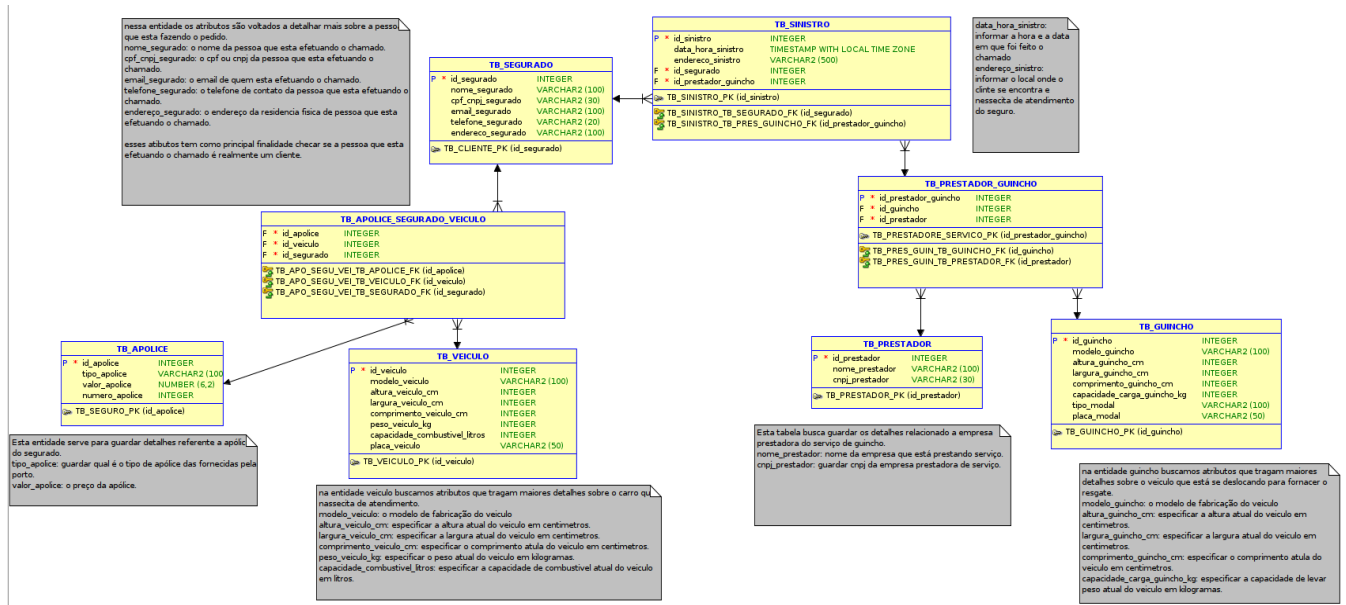 nessa entidade os atributos são voltados a detalhar mais sobre a pesso
que esta fazendo o pedido.
nome_segurado: o nome da pessoa que esta efetuando o chamado.
cpf_cnpj_segurado: o cpf ou cnpj da pessoa que esta efetuando o
chamado.
email_segurado: o email de quem esta efetuando o chamado.
telefone_segurado: o telefone de contato da pessoa que esta efetuando o
chamado.
endereço_segurado: o endereço da residencia fisica de pessoa que esta
efetuando o chamado.
esses atibutos tem como principal finalidade checar se a pessoa que esta
efetuando o chamado é realmente um cliente.
TB_SEGURADO
P * id_segurado INTEGER
nome_segurado VARCHAR2 (100)
cpf_cnpj_segurado VARCHAR2 (30)
email_segurado VARCHAR2 (100)
telefone_segurado VARCHAR2 (20)
endereco_segurado VARCHAR2 (100)
TB_CLIENTE_PK (id_segurado)
TB_SINISTRO
P * id_sinistro INTEGER
data_hora_sinistro TIMESTAMP WITH LOCAL TIME ZONE
endereco_sinistro VARCHAR2 (500)
F * id_segurado INTEGER
F * id_prestador_guincho INTEGER
TB_SINISTRO_PK (id_sinistro)
TB_SINISTRO_TB_SEGURADO_FK (id_segurado)
TB_SINISTRO_TB_PRES_GUINCHO_FK (id_prestador_guincho)
data_hora_sinistro:
informar a hora e a data
em que foi feito o
chamado
endereço_sinistro:
informar o local onde o
clinte se encontra e
nessecita de atendimento
do seguro.
TB_APOLICE_SEGURADO_VEICULO
F * id_apolice INTEGER
F * id_veiculo INTEGER
F * id_segurado INTEGER
TB_APO_SEGU_VEI_TB_APOLICE_FK (id_apolice)
TB_APO_SEGU_VEI_TB_VEICULO_FK (id_veiculo)
TB_APO_SEGU_VEI_TB_SEGURADO_FK (id_segurado)
TB_PRESTADOR_GUINCHO
P * id_prestador_guincho INTEGER
F * id_guincho INTEGER
F * id_prestador INTEGER
TB_PRESTADORE_SERVICO_PK (id_prestador_guincho)
TB_PRES_GUIN_TB_GUINCHO_FK (id_guincho)
TB_PRES_GUIN_TB_PRESTADOR_FK (id_prestador)
TB_APOLICE
P * id_apolice INTEGER
tipo_apolice VARCHAR2 (100
valor_apolice NUMBER (6,2)
numero_apolice INTEGER
TB_SEGURO_PK (id_apolice)
TB_VEICULO
P * id_veiculo INTEGER
modelo_veiculo VARCHAR2 (100)
altura_veiculo_cm INTEGER
largura_veiculo_cm INTEGER
comprimento_veiculo_cm INTEGER
peso_veiculo_kg INTEGER
capacidade_combustivel_litros INTEGER
placa_veiculo VARCHAR2 (50)
TB_VEICULO_PK (id_veiculo)
TB_PRESTADOR
P * id_prestador INTEGER
nome_prestador VARCHAR2 (100)
cnpj_prestador VARCHAR2 (30)
TB_PRESTADOR_PK (id_prestador)
TB_GUINCHO
P * id_guincho INTEGER
modelo_guincho VARCHAR2 (100)
altura_guincho_cm INTEGER
largura_guincho_cm INTEGER
comprimento_guincho_cm INTEGER
capacidade_carga_guincho_kg INTEGER
tipo_modal VARCHAR2 (100)
placa_modal VARCHAR2 (50)
TB_GUINCHO_PK (id_guincho)
Esta entidade serve para guardar detalhes referente a apólic
do segurado.
tipo_apolice: guardar qual é o tipo de apólice das fornecidas pela
porto.
valor_apolice: o preço da apólice.
na entidade veiculo buscamos atributos que tragam maiores detalhes sobre o carro qu
nassecita de atendimento.
modelo_veiculo: o modelo de fabricação do veiculo
altura_veiculo_cm: especificar a altura atual do veiculo em centimetros.
largura_veiculo_cm: especificar a largura atual do veiculo em centimetros.
comprimento_veiculo_cm: especificar o comprimento atula do veiculo em centimetros.
peso_veiculo_kg: especificar o peso atual do veiculo em kilogramas.
capacidade_combustivel_litros: especificar a capacidade de combustivel atual do veiculo
em litros.
Esta tabela busca guardar os detalhes relacionado a empresa
prestadora do serviço de guincho.
nome_prestador: nome da empresa que está prestando serviço.
cnpj_prestador: guardar cnpj da empresa prestadora de serviço.
na entidade guincho buscamos atributos que tragam maiores
detalhes sobre o veiculo que está se deslocando para fornacer o
resgate.
modelo_guincho: o modelo de fabricação do veiculo
altura_guincho_cm: especificar a altura atual do veiculo em
centimetros.
largura_guincho_cm: especificar a largura atual do veiculo em
centimetros.
comprimento_guincho_cm: especificar o comprimento atula do
veiculo em centimetros.
capacidade_carga_guincho_kg: especificar a capacidade de levar
peso atual do veiculo em kilogramas.